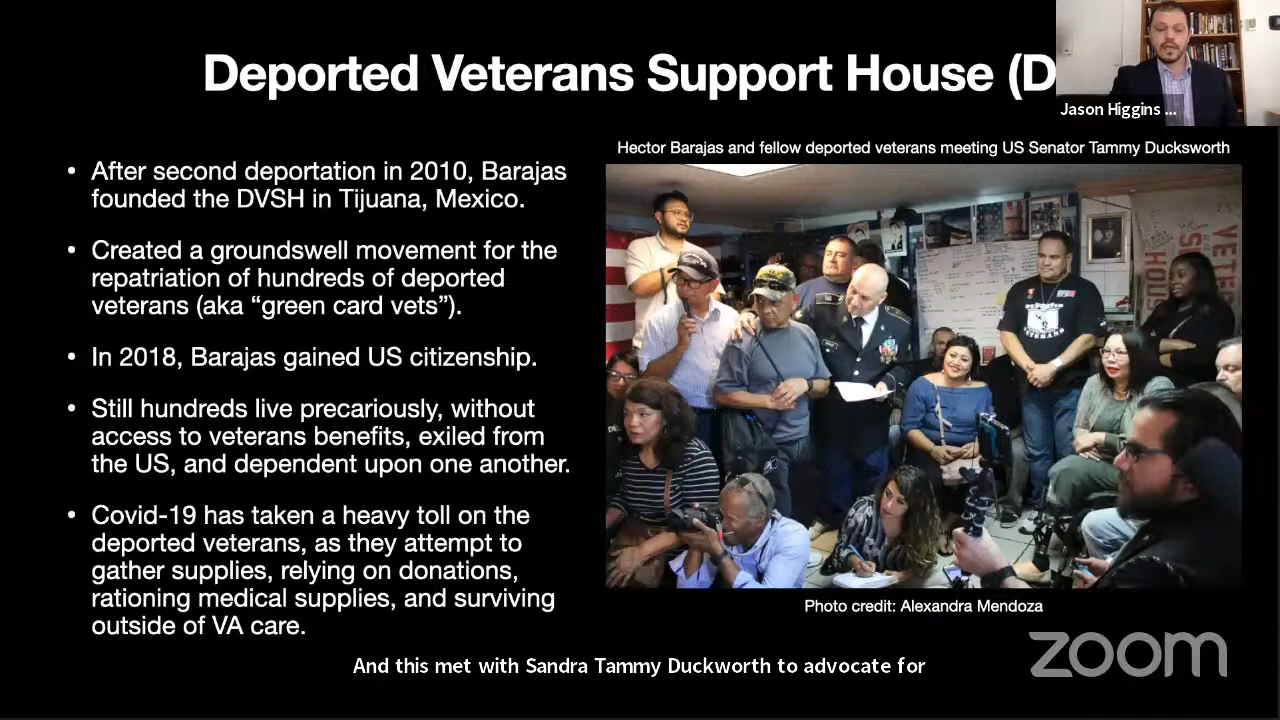 Deported Veterans Support House (D
Jason Higgins ...
Hector Barajas and fellow deported veterans meeting US Senator Tammy Ducksworth
• After second deportation in 2010, Barajas
founded the DVSH in Tijuana, Mexico.
• Created a groundswell movement for the
repatriation of hundreds of deported
veterans (aka “green card vets”).
• In 2018, Barajas gained US citizenship.
• Still hundreds live precariously, without
access to veterans benefits, exiled from
the US, and dependent upon one another.
• Covid-19 has taken a heavy toll on the
deported veterans, as they attempt to
gather supplies, relying on donations,
rationing medical supplies, and surviving
outside of VA care.
Photo credit: Alexandra Mendoza
And this met with Sandra Tammy Duckworth to advocate for
zoom